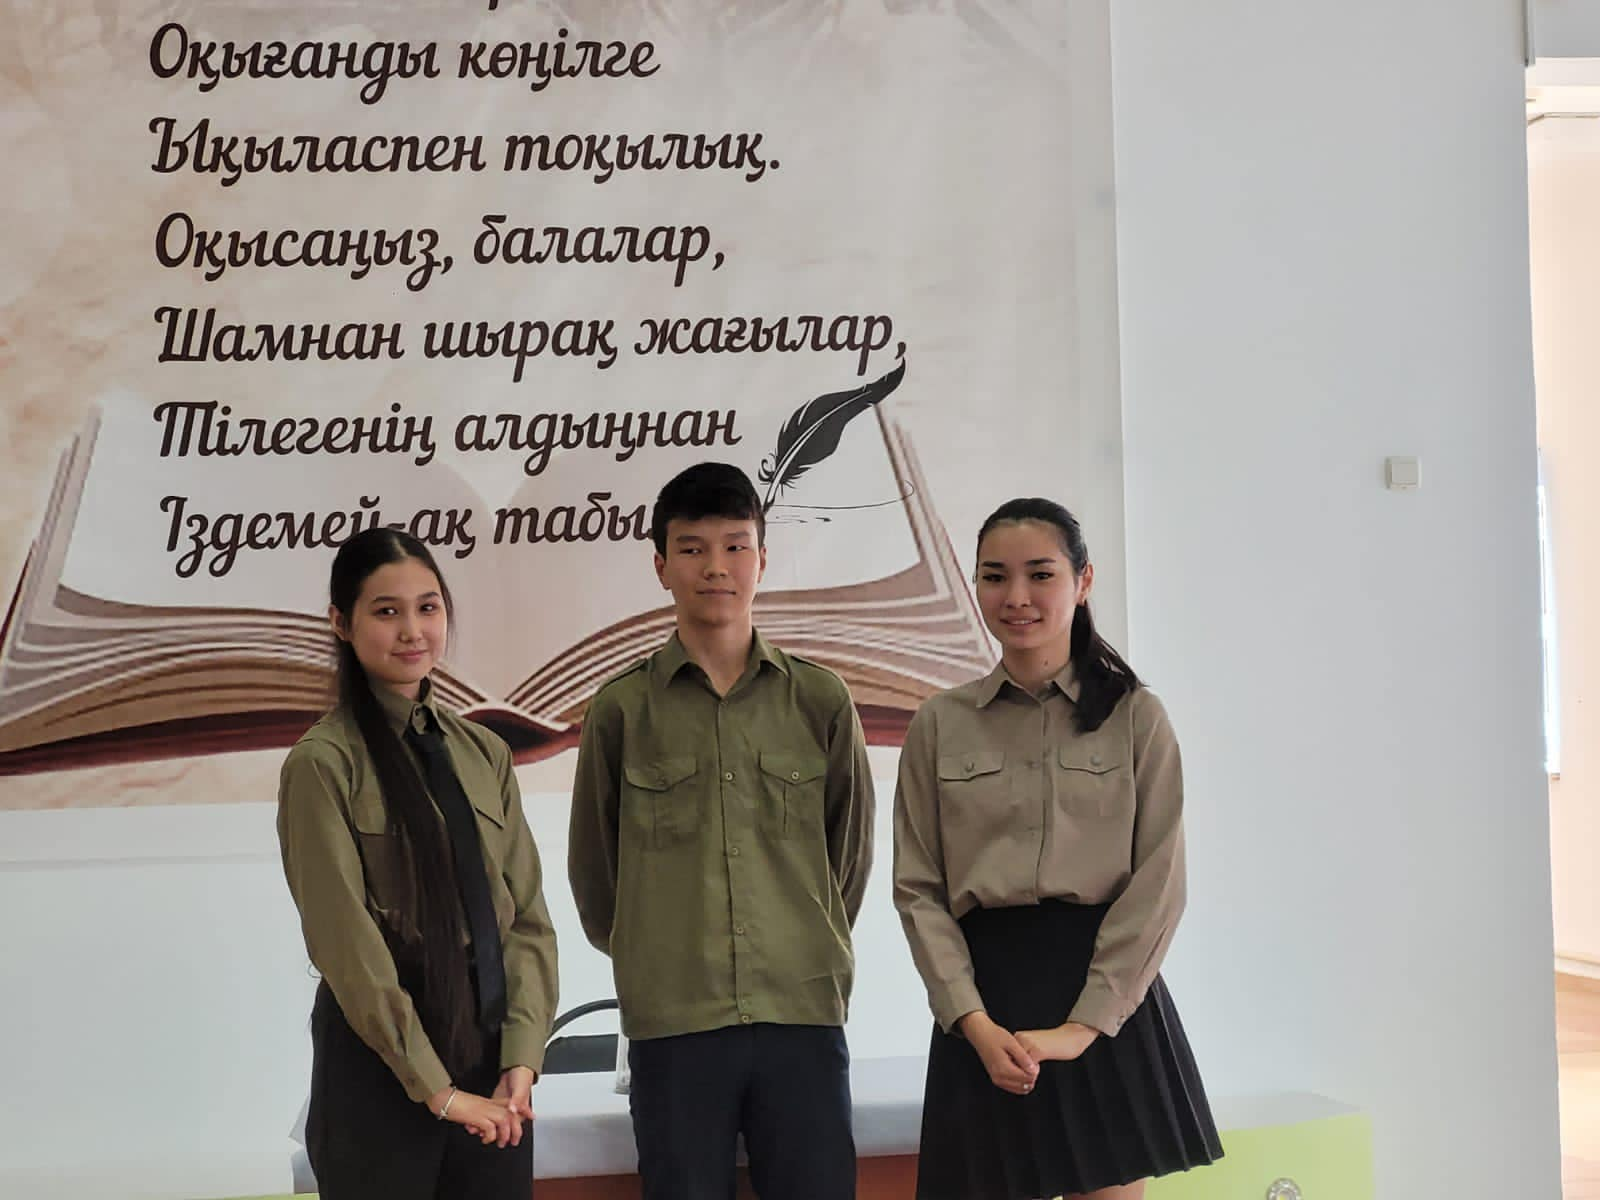 Оқығанды көңілге
Ықыласпен тоқылық.
Оқысаңыз, балалар,
Шамнан шырақ жағылар,
Тілегенің алдыңнан
Іздемей-ақ